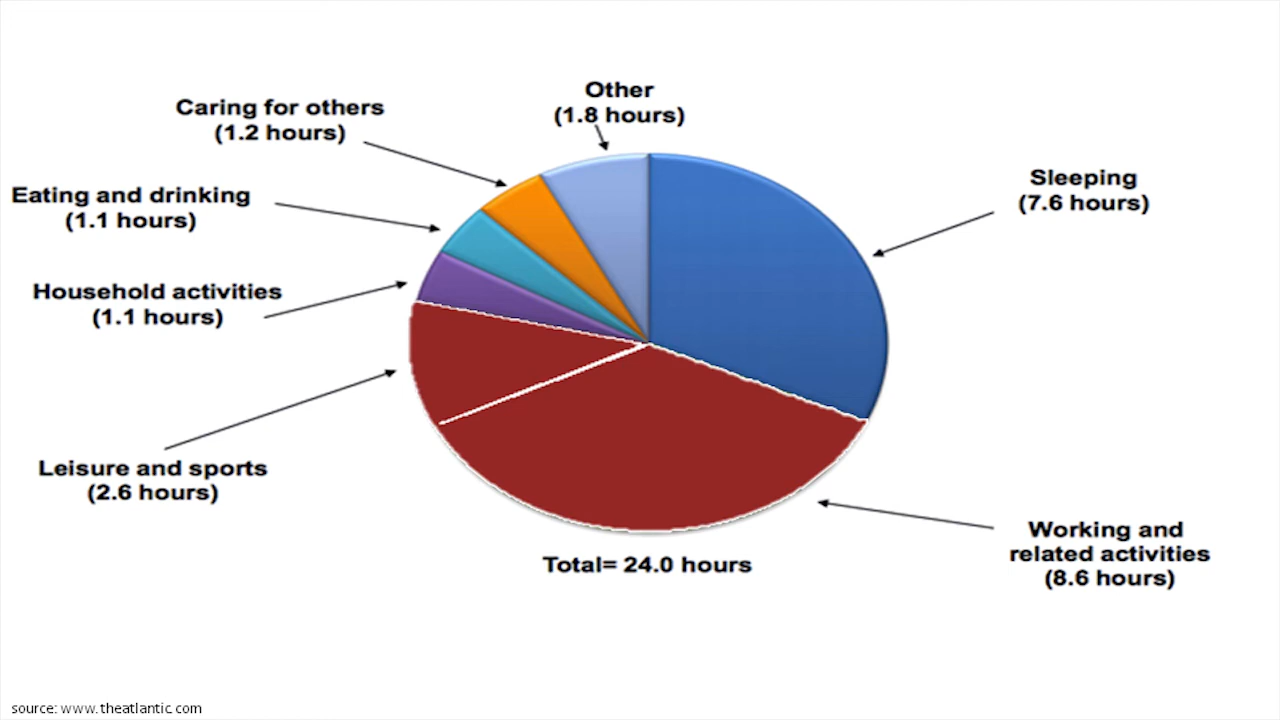 Other
(1.8 hours)
Caring for others
(1.2 hours)
Sleeping
(7.6 hours)
Eating and drinking
(1.1 hours)
Household activities
(1.1 hours)
Leisure and sports
(2.6 hours)
Working and
related activities
(8.6 hours)
Total= 24.0 hours
source: www.theatlantic.com